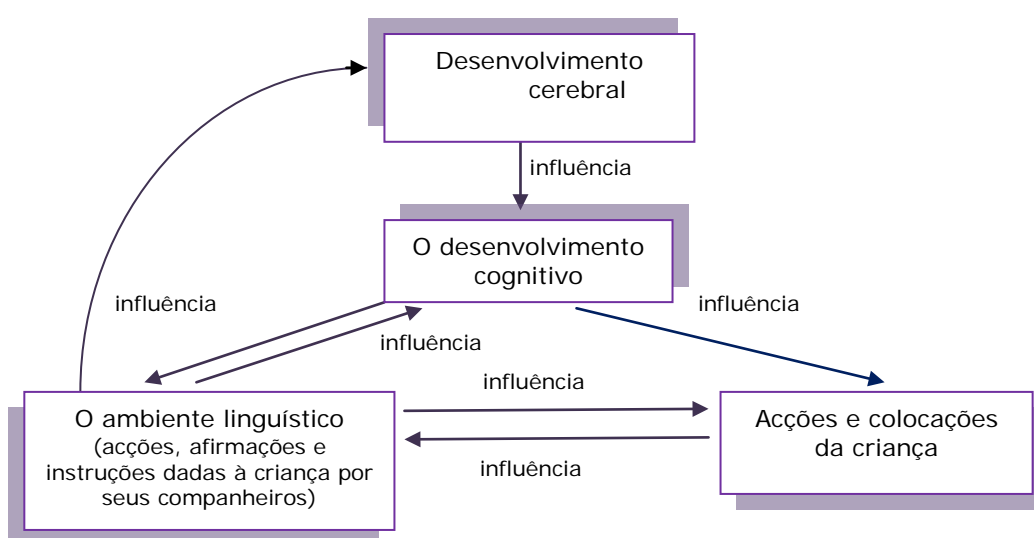 Desenvolvimento
cerebral
influência
O desenvolvimento
cognitivo
influência
influência
influência
influência
O ambiente linguístico
(acções, afirmações e
instruções dadas à criança por
seus companheiros)
Acções e colocações
da criança
influência